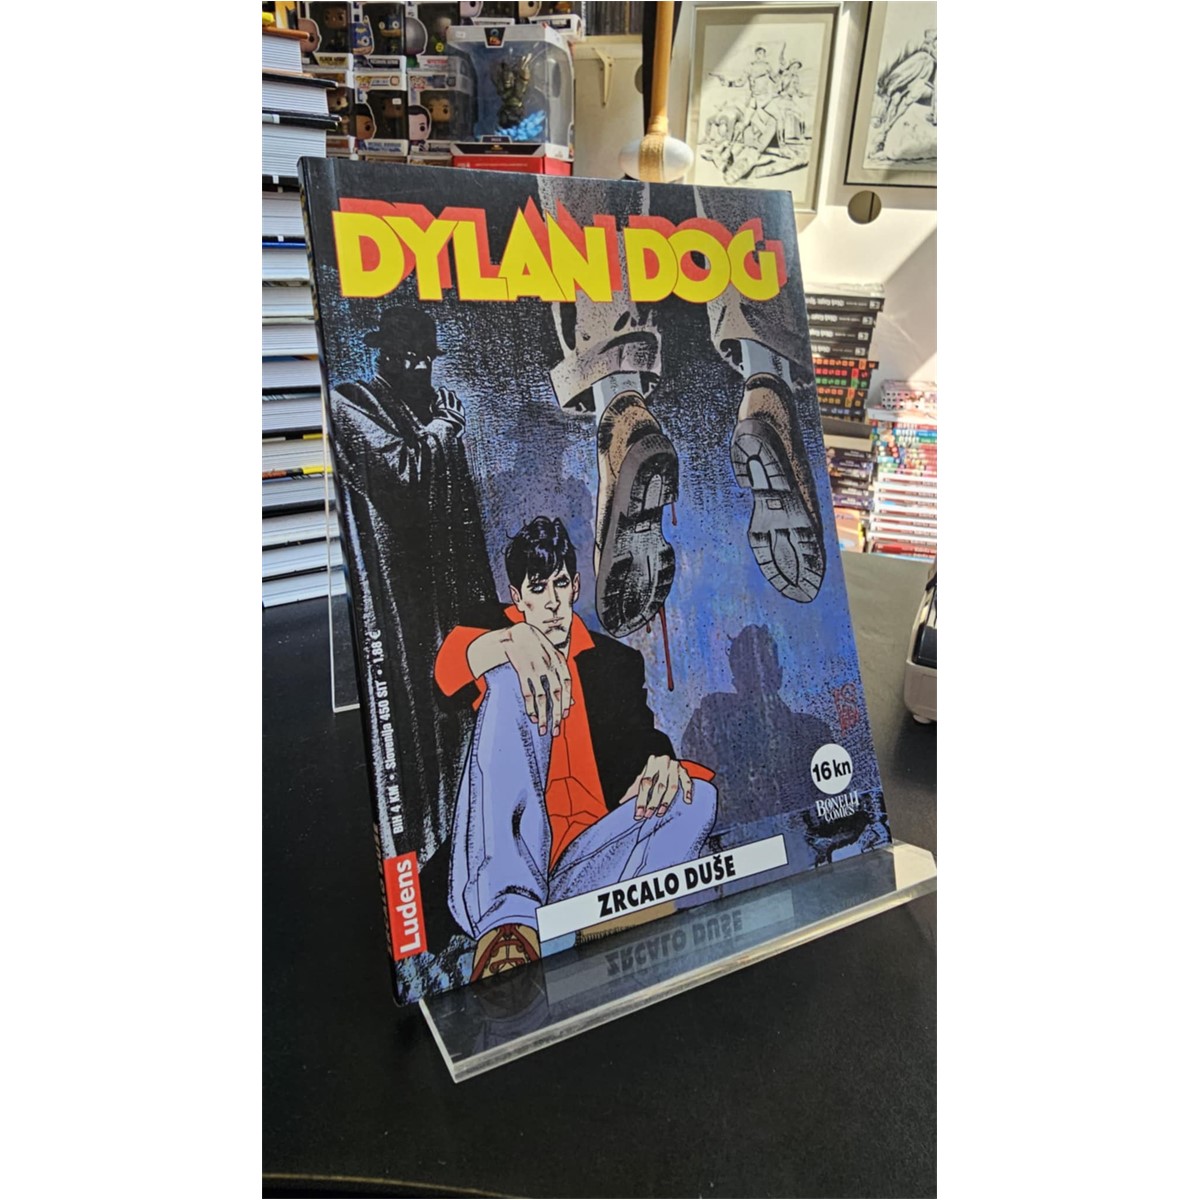 DYLAN DOG
BIH 4 KM • Slovenija 450 SIT • 1,88 €
16 kn
BONELLI
COMICS
Ludens
ZRCALO DUŠE